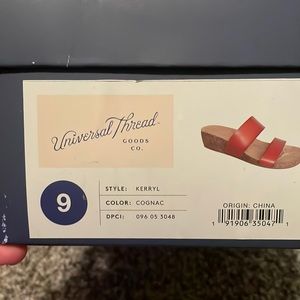 Universal Thread
GOODS
CO.
9
STYLE: KERRYL
COLOR: COGNAC
DPCI: 096 05 3048
ORIGIN: CHINA
1 91906 35047 1